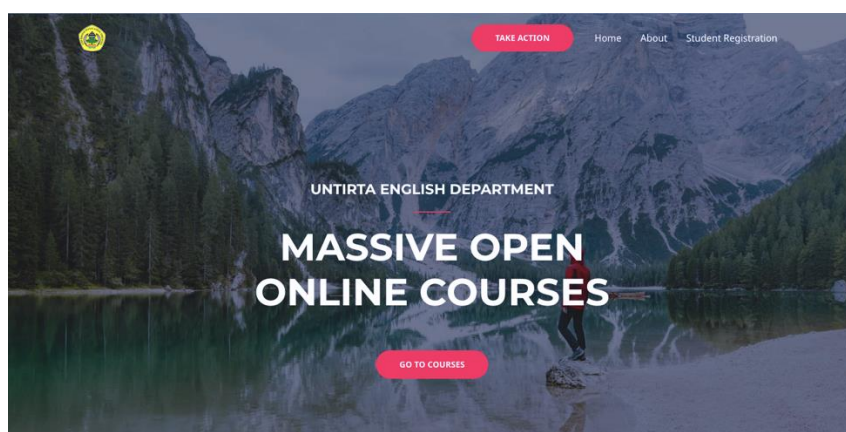 TAKE ACTION Home About Student Registration
UNTIRTA ENGLISH DEPARTMENT
MASSIVE OPEN
ONLINE COURSES
GO TO COURSES